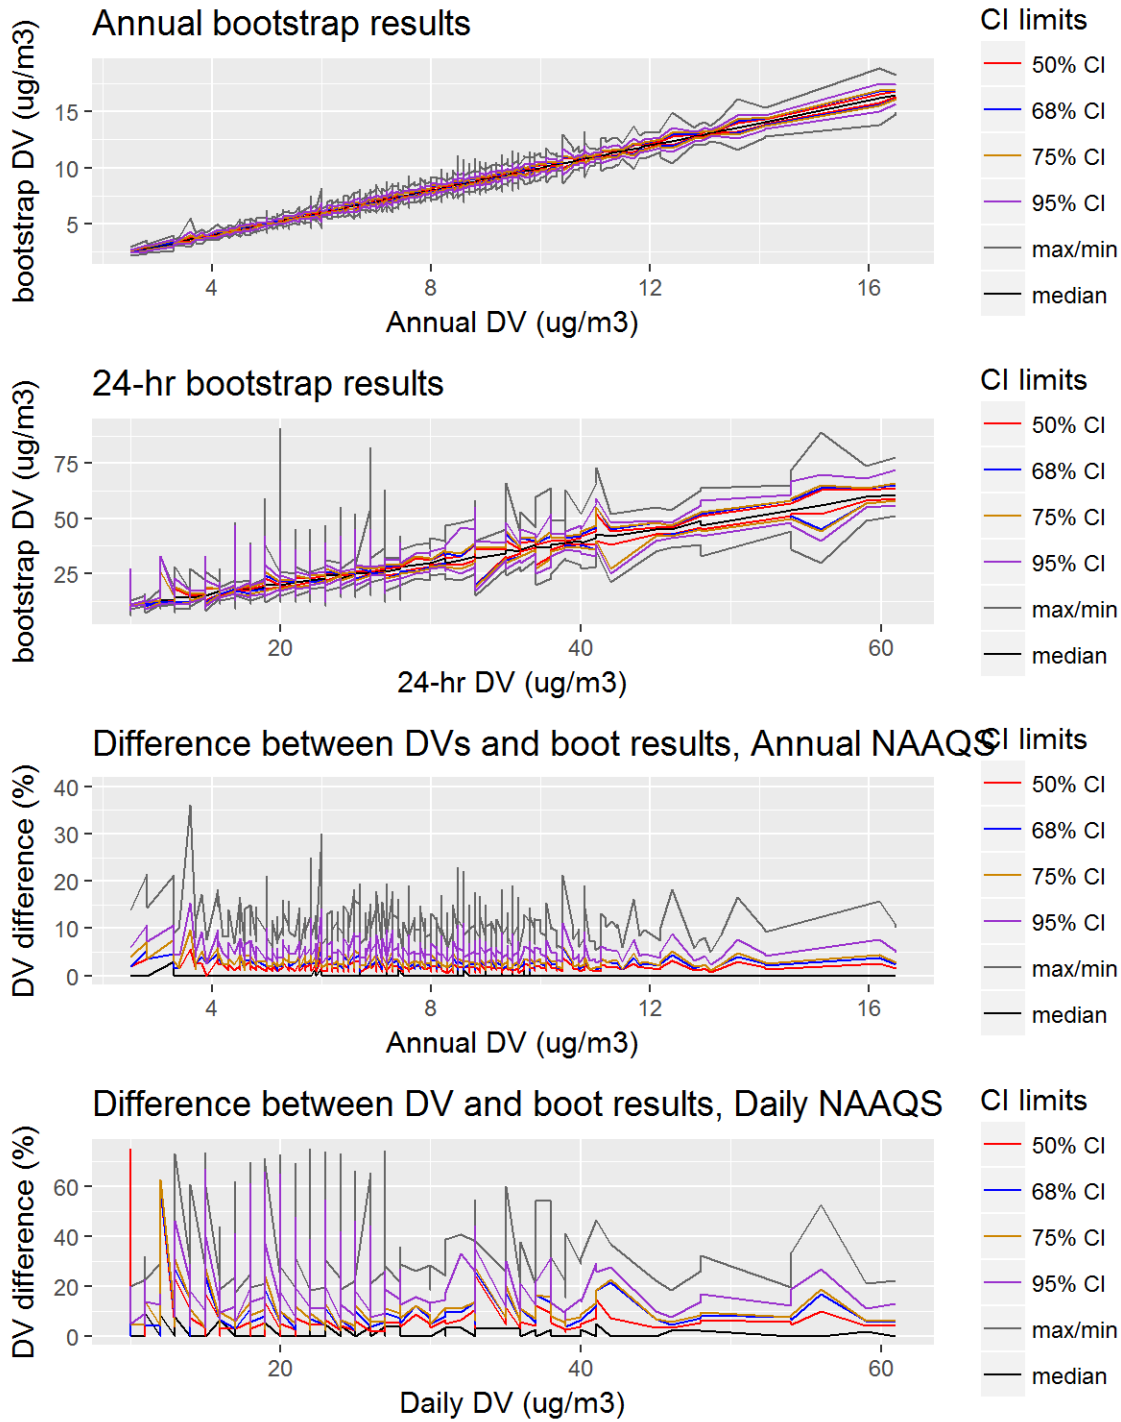 Annual bootstrap results
bootstrap DV (ug/m3)
15
10
5
4
8
12
16
Annual DV (ug/m3)
CI limits
50% CI
68% CI
75% CI
95% CI
max/min
median
24-hr bootstrap results
bootstrap DV (ug/m3)
75
50
25
20
40
60
24-hr DV (ug/m3)
CI limits
50% CI
68% CI
75% CI
95% CI
max/min
median
Difference between DVs and boot results, Annual NAAQS
DV difference (%)
40
30
20
10
0
4
8
12
16
Annual DV (ug/m3)
CI limits
50% CI
68% CI
75% CI
95% CI
max/min
median
Difference between DV and boot results, Daily NAAQS
DV difference (%)
60
40
20
0
20
40
60
Daily DV (ug/m3)
CI limits
50% CI
68% CI
75% CI
95% CI
max/min
median